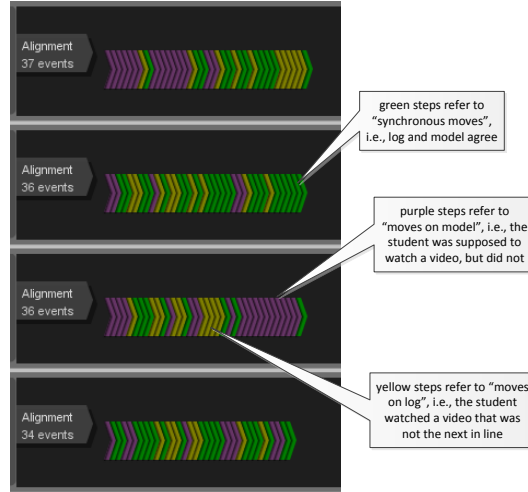 Alignment
37 events
green steps refer to
“synchronous moves”,
i.e., log and model agree
Alignment
36 events
purple steps refer to
“moves on model”, i.e., the
student was supposed to
watch a video, but did not
Alignment
36 events
yellow steps refer to “moves
on log”, i.e., the student
watched a video that was
not the next in line
Alignment
34 events